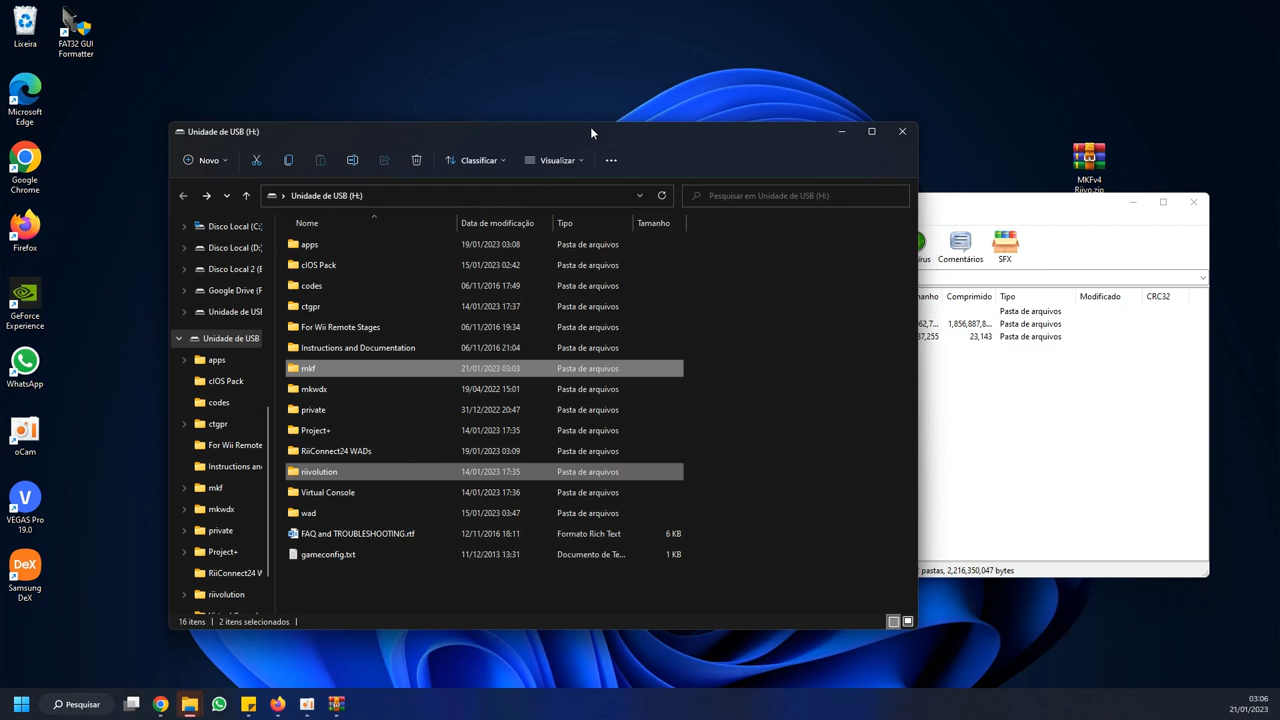 Lixeira
FAT32 GUI
Formatter
Microsoft
Edge
Google
Chrome
Firefox
GeForce
Experience
WhatsApp
oCam
VEGAS Pro
19.0
Samsung
DeX
MKFv4
Riivo.zip
Unidade de USB (H:)
Novo
Classificar
Visualizar
Unidade de USB (H:)
Pesquisar em Unidade de USB (H:)
Disco Local (C:
Disco Local (D:
Disco Local 2 (E
Google Drive (F
Unidade de USB
Unidade de USB
apps
cIOS Pack
codes
ctgpr
For Wii Remote
Instructions and
mkf
mkwdx
private
Project+
RiiConnect24 W
riivolution
Nome Data de modificação Tipo Tamanho
apps 19/01/2023 03:08 Pasta de arquivos
cIOS Pack 15/01/2023 02:42 Pasta de arquivos
codes 06/11/2016 17:49 Pasta de arquivos
ctgpr 14/01/2023 17:37 Pasta de arquivos
For Wii Remote Stages 06/11/2016 19:34 Pasta de arquivos
Instructions and Documentation 06/11/2016 21:04 Pasta de arquivos
mkf 21/01/2023 03:03 Pasta de arquivos
mkwdx 19/04/2022 15:01 Pasta de arquivos
private 31/12/2022 20:47 Pasta de arquivos
Project+ 14/01/2023 17:35 Pasta de arquivos
RiiConnect24 WADs 19/01/2023 03:09 Pasta de arquivos
riivolution 14/01/2023 17:35 Pasta de arquivos
Virtual Console 14/01/2023 17:36 Pasta de arquivos
wad 15/01/2023 03:47 Pasta de arquivos
FAQ and TROUBLESHOOTING.rtf 12/11/2016 18:11 Formato Rich Text 6 KB
gameconfig.txt 11/12/2013 13:31 Documento de Te... 1 KB
16 itens 2 itens selecionados
írus Comentários SFX
anho Comprimido Tipo Modificado CRC32
Pasta de arquivos
62,7... 1,856,887,8... Pasta de arquivos
37,255 23,143 Pasta de arquivos
pastas, 2,216,350,047 bytes
Pesquisar
03:06
21/01/2023